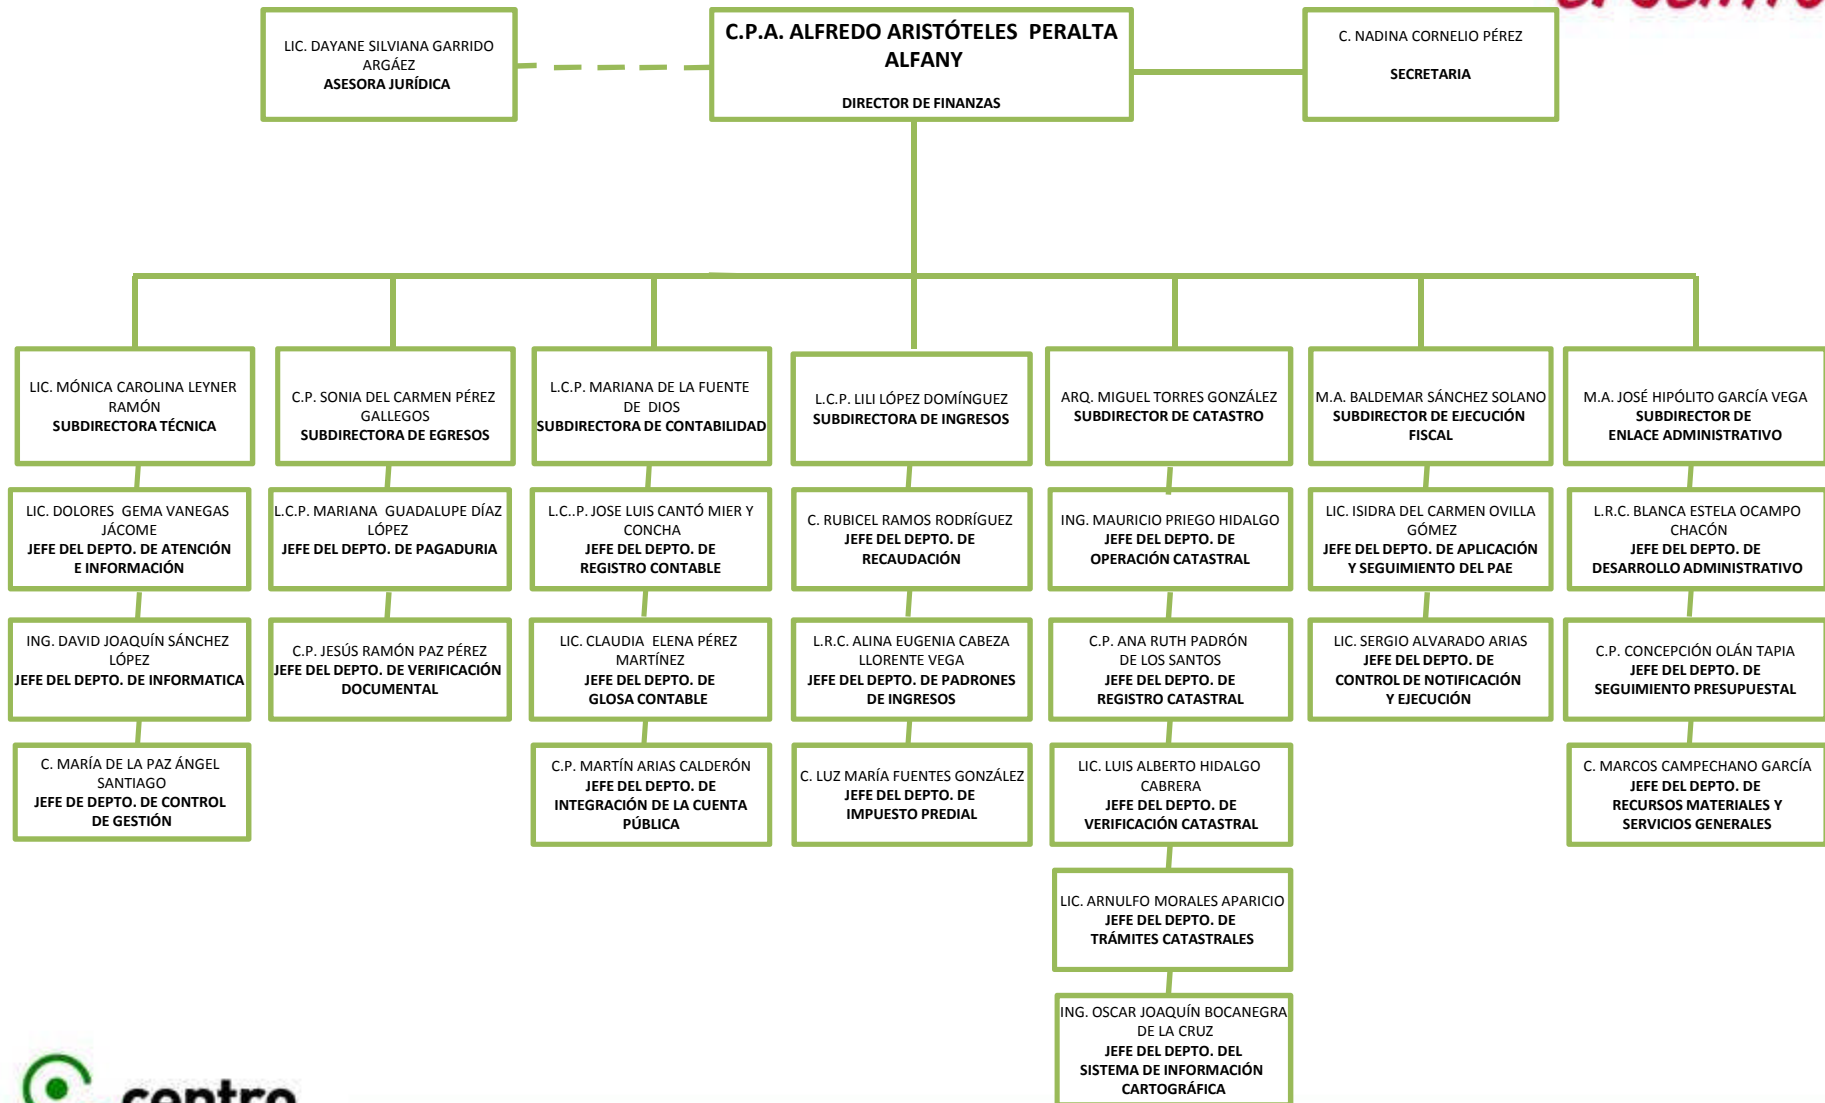 LIC. DAYANE SILVIANA GARRIDO
ARGÁEZ
ASESORA JURÍDICA
C.P.A. ALFREDO ARISTÓTELES PERALTA
ALFANY
DIRECTOR DE FINANZAS
C. NADINA CORNELIO PÉREZ
SECRETARIA
LIC. MÓNICA CAROLINA LEYNER
RAMÓN
SUBDIRECTORA TÉCNICA
C.P. SONIA DEL CARMEN PÉREZ
GALLEGOS
SUBDIRECTORA DE EGRESOS
L.C.P. MARIANA DE LA FUENTE
DE DIOS
SUBDIRECTORA DE CONTABILIDAD
L.C.P. LILI LÓPEZ DOMÍNGUEZ
SUBDIRECTORA DE INGRESOS
ARQ. MIGUEL TORRES GONZÁLEZ
SUBDIRECTOR DE CATASTRO
M.A. BALDEMAR SÁNCHEZ SOLANO
SUBDIRECTOR DE EJECUCIÓN
FISCAL
M.A. JOSÉ HIPÓLITO GARCÍA VEGA
SUBDIRECTOR DE
ENLACE ADMINISTRATIVO
LIC. DOLORES GEMA VANEGAS
JÁCOME
JEFE DEL DEPTO. DE ATENCIÓN
E INFORMACIÓN
L.C.P. MARIANA GUADALUPE DÍAZ
LÓPEZ
JEFE DEL DEPTO. DE PAGADURIA
L.C..P. JOSE LUIS CANTÓ MIER Y
CONCHA
JEFE DEL DEPTO. DE
REGISTRO CONTABLE
C. RUBICEL RAMOS RODRÍGUEZ
JEFE DEL DEPTO. DE
RECAUDACIÓN
ING. MAURICIO PRIEGO HIDALGO
JEFE DEL DEPTO. DE
OPERACIÓN CATASTRAL
LIC. ISIDRA DEL CARMEN OVILLA
GÓMEZ
JEFE DEL DEPTO. DE APLICACIÓN
Y SEGUIMIENTO DEL PAE
L.R.C. BLANCA ESTELA OCAMPO
CHACÓN
JEFE DEL DEPTO. DE
DESARROLLO ADMINISTRATIVO
ING. DAVID JOAQUÍN SÁNCHEZ
LÓPEZ
JEFE DEL DEPTO. DE INFORMATICA
C.P. JESÚS RAMÓN PAZ PÉREZ
JEFE DEL DEPTO. DE VERIFICACIÓN
DOCUMENTAL
LIC. CLAUDIA ELENA PÉREZ
MARTÍNEZ
JEFE DEL DEPTO. DE
GLOSA CONTABLE
L.R.C. ALINA EUGENIA CABEZA
LLORENTE VEGA
JEFE DEL DEPTO. DE PADRONES
DE INGRESOS
C.P. ANA RUTH PADRÓN
DE LOS SANTOS
JEFE DEL DEPTO. DE
REGISTRO CATASTRAL
LIC. SERGIO ALVARADO ARIAS
JEFE DEL DEPTO. DE
CONTROL DE NOTIFICACIÓN
Y EJECUCIÓN
C.P. CONCEPCIÓN OLÁN TAPIA
JEFE DEL DEPTO. DE
SEGUIMIENTO PRESUPUESTAL
C. MARÍA DE LA PAZ ÁNGEL
SANTIAGO
JEFE DE DEPTO. DE CONTROL
DE GESTIÓN
C.P. MARTÍN ARIAS CALDERÓN
JEFE DEL DEPTO. DE
INTEGRACIÓN DE LA CUENTA
PÚBLICA
C. LUZ MARÍA FUENTES GONZÁLEZ
JEFE DEL DEPTO. DE
IMPUESTO PREDIAL
LIC. LUIS ALBERTO HIDALGO
CABRERA
JEFE DEL DEPTO. DE
VERIFICACIÓN CATASTRAL
C. MARCOS CAMPECHANO GARCÍA
JEFE DEL DEPTO. DE
RECURSOS MATERIALES Y
SERVICIOS GENERALES
LIC. ARNULFO MORALES APARICIO
JEFE DEL DEPTO. DE
TRÁMITES CATASTRALES
ING. OSCAR JOAQUÍN BOCANEGRA
DE LA CRUZ
JEFE DEL DEPTO. DEL
SISTEMA DE INFORMACIÓN
CARTOGRÁFICA
centro